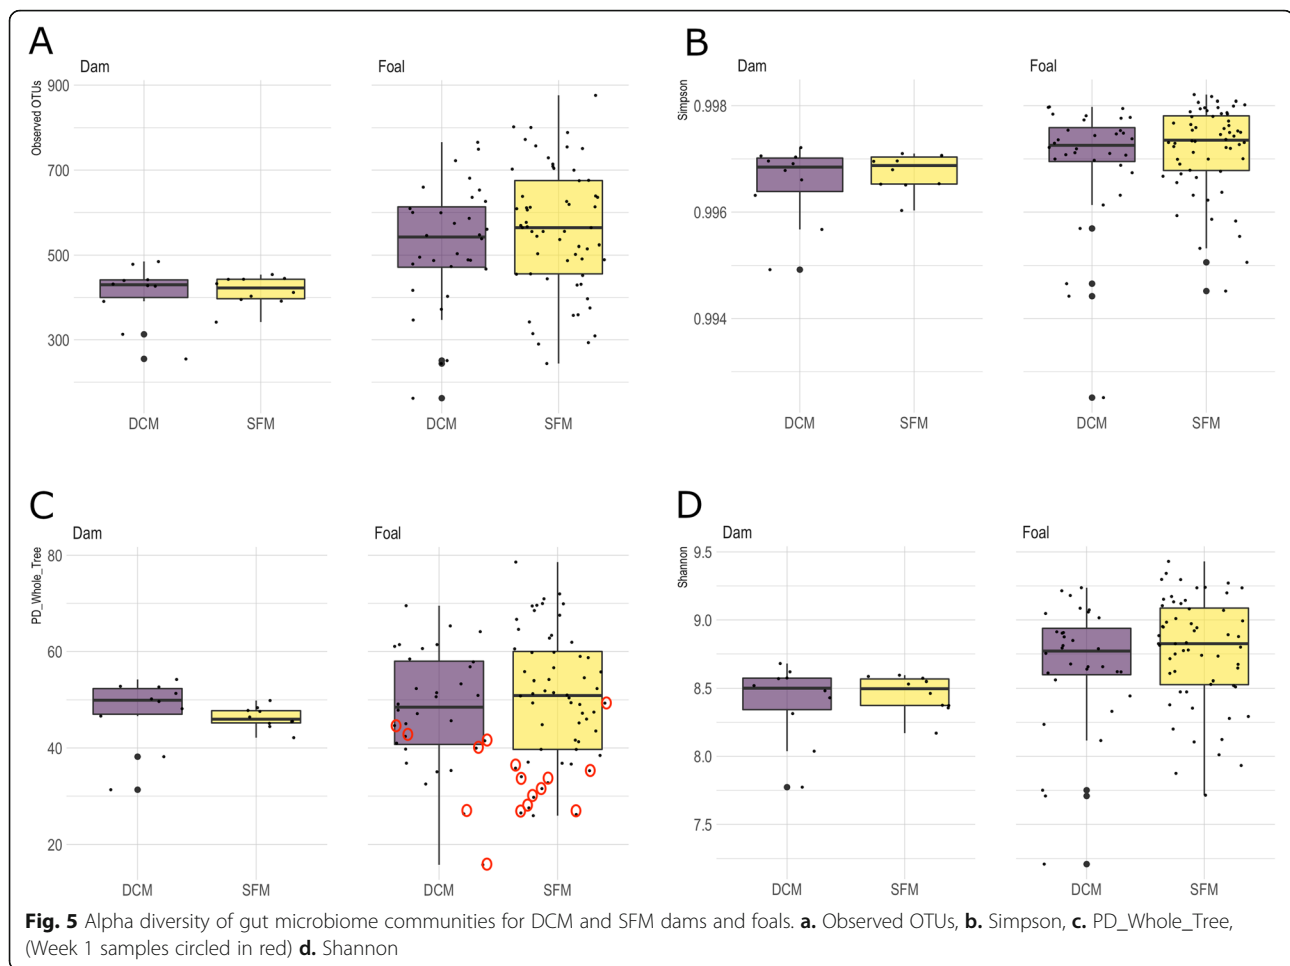 A
Dam
Foal
Observed OTUs
900
700
500
300
DCM
SFM
DCM
SFM
B
Dam
Foal
Simpson
0.998
0.996
0.994
DCM
SFM
DCM
SFM
C
Dam
Foal
PD_Whole_Tree
80
60
40
20
DCM
SFM
DCM
SFM
D
Dam
Foal
Shannon
9.5
9.0
8.5
8.0
7.5
DCM
SFM
DCM
SFM
Fig. 5 Alpha diversity of gut microbiome communities for DCM and SFM dams and foals. a. Observed OTUs, b. Simpson, c. PD_Whole_Tree,
(Week 1 samples circled in red) d. Shannon